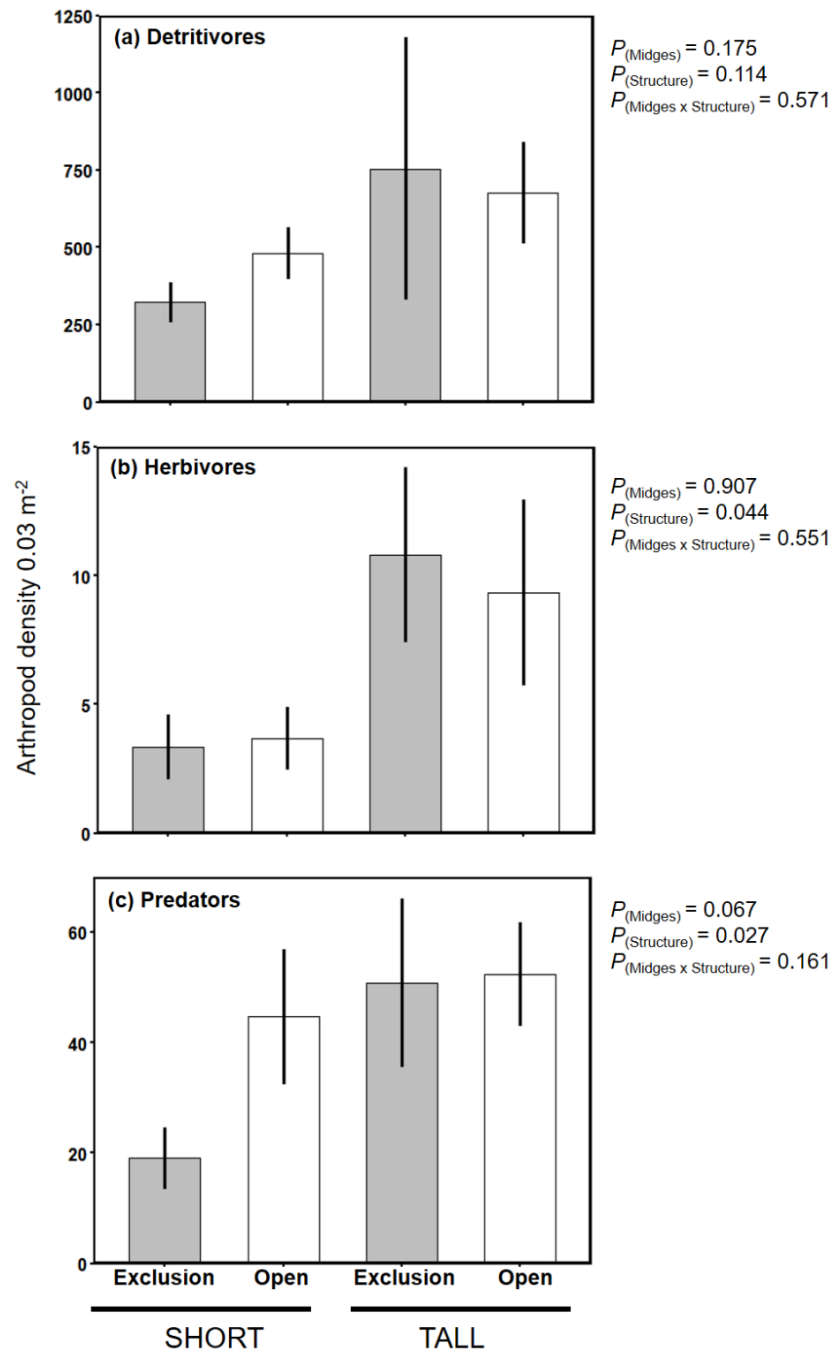 Arthropod density 0.03 m⁻²
(a) Detritivores
1250
1000
750
500
250
0
P(Midges) = 0.175
P(Structure) = 0.114
P(Midges x Structure) = 0.571
(b) Herbivores
15
10
5
0
P(Midges) = 0.907
P(Structure) = 0.044
P(Midges x Structure) = 0.551
(c) Predators
60
40
20
0
P(Midges) = 0.067
P(Structure) = 0.027
P(Midges x Structure) = 0.161
Exclusion Open Exclusion Open
SHORT TALL